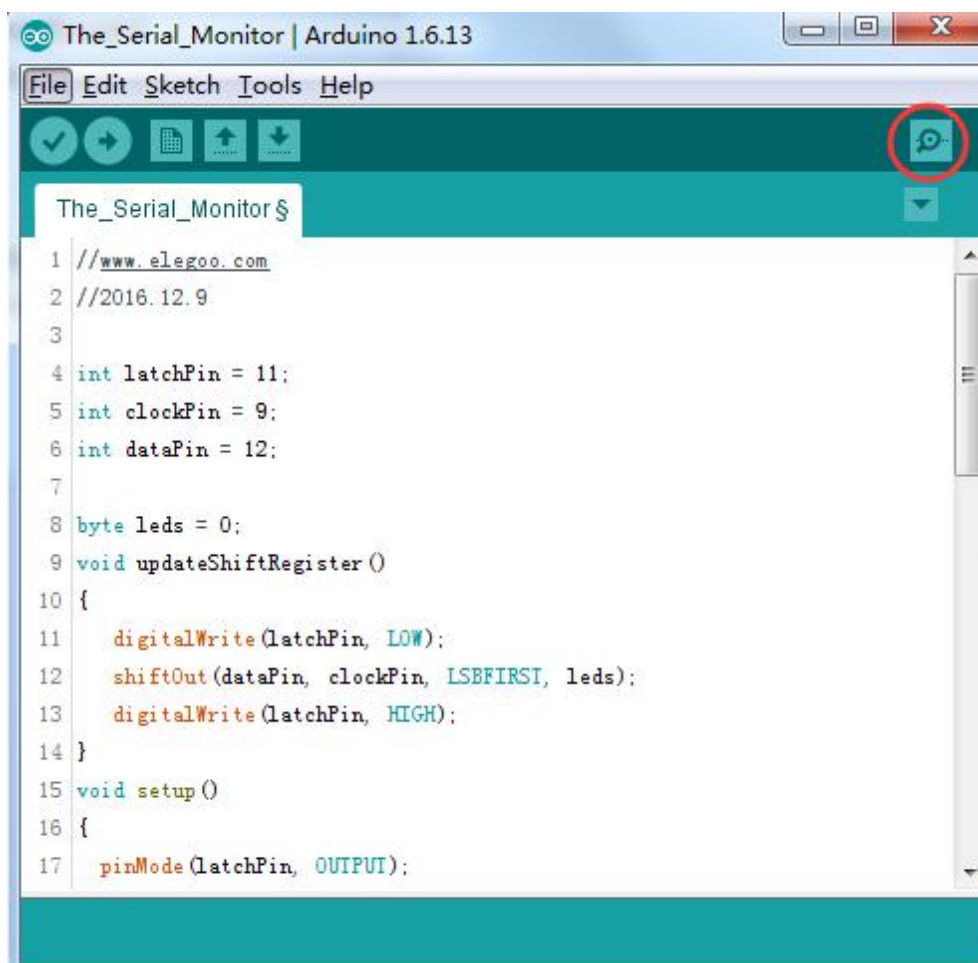 The_Serial_Monitor | Arduino 1.6.13
File Edit Sketch Tools Help
The_Serial_Monitor §
1 //www.elegoo.com
2 //2016.12.9
3
4 int latchPin = 11;
5 int clockPin = 9;
6 int dataPin = 12;
7
8 byte leds = 0;
9 void updateShiftRegister()
10 {
11 digitalWrite(latchPin, LOW);
12 shiftOut(dataPin, clockPin, LSBFIRST, leds);
13 digitalWrite(latchPin, HIGH);
14 }
15 void setup()
16 {
17 pinMode(latchPin, OUTPUT);